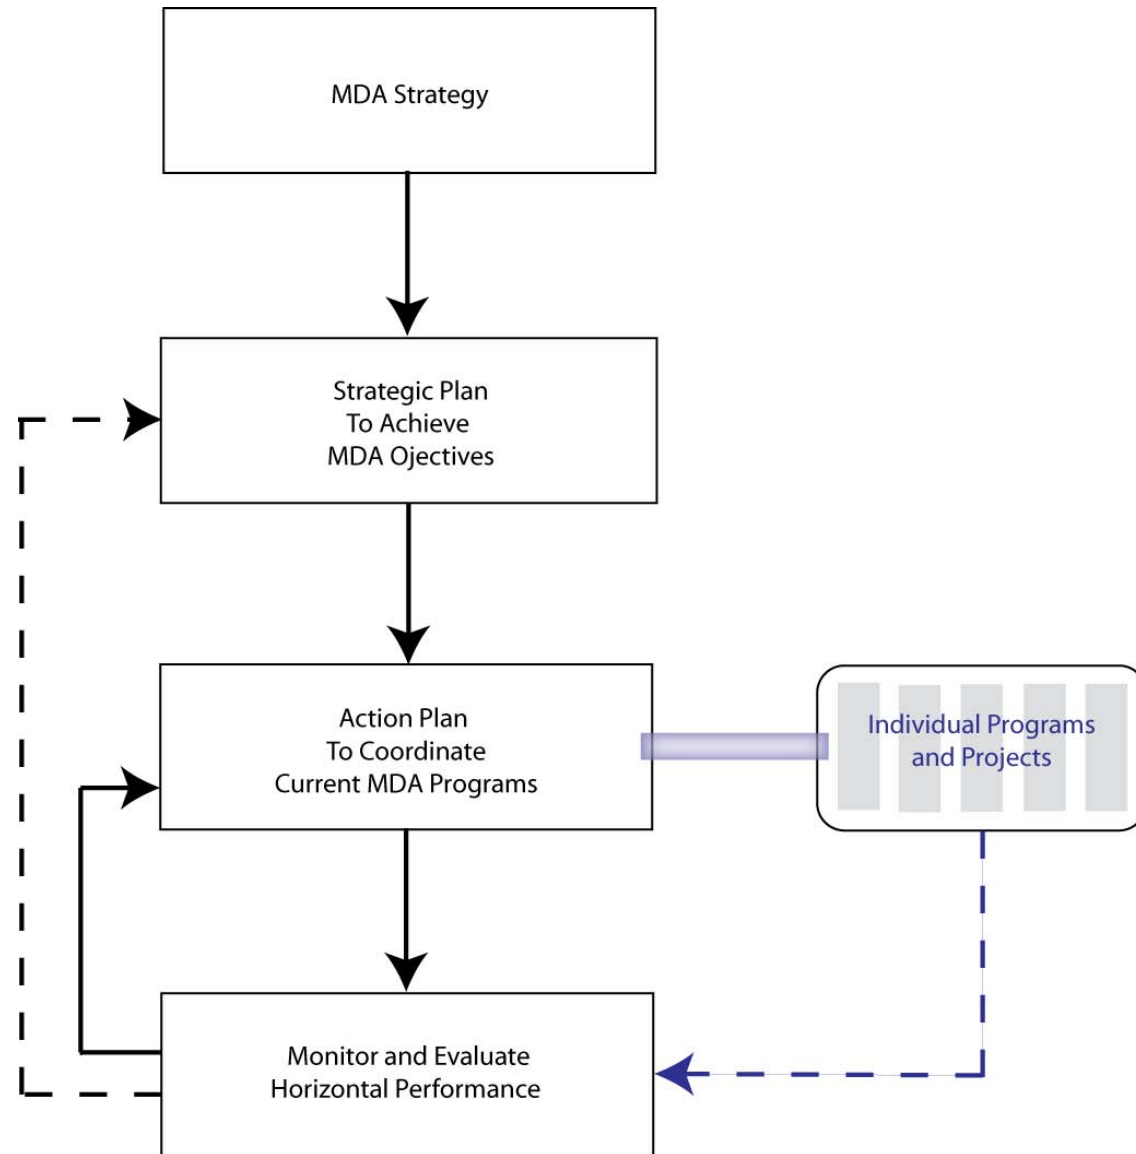 MDA Strategy
Strategic Plan
To Achieve
MDA Ojectives
Action Plan
To Coordinate
Current MDA Programs
Individual Programs
and Projects
Monitor and Evaluate
Horizontal Performance